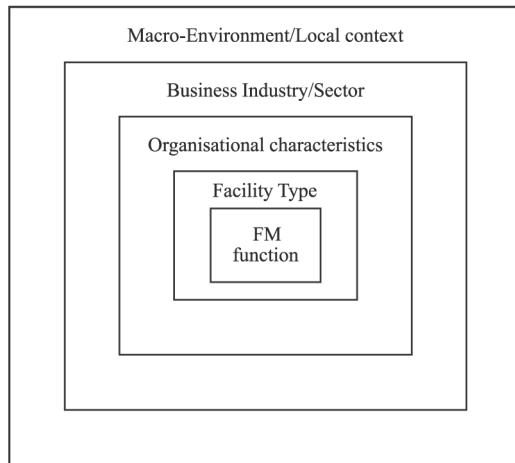 Macro-Environment/Local context
Business Industry/Sector
Organisational characteristics
Facility Type
FM
function